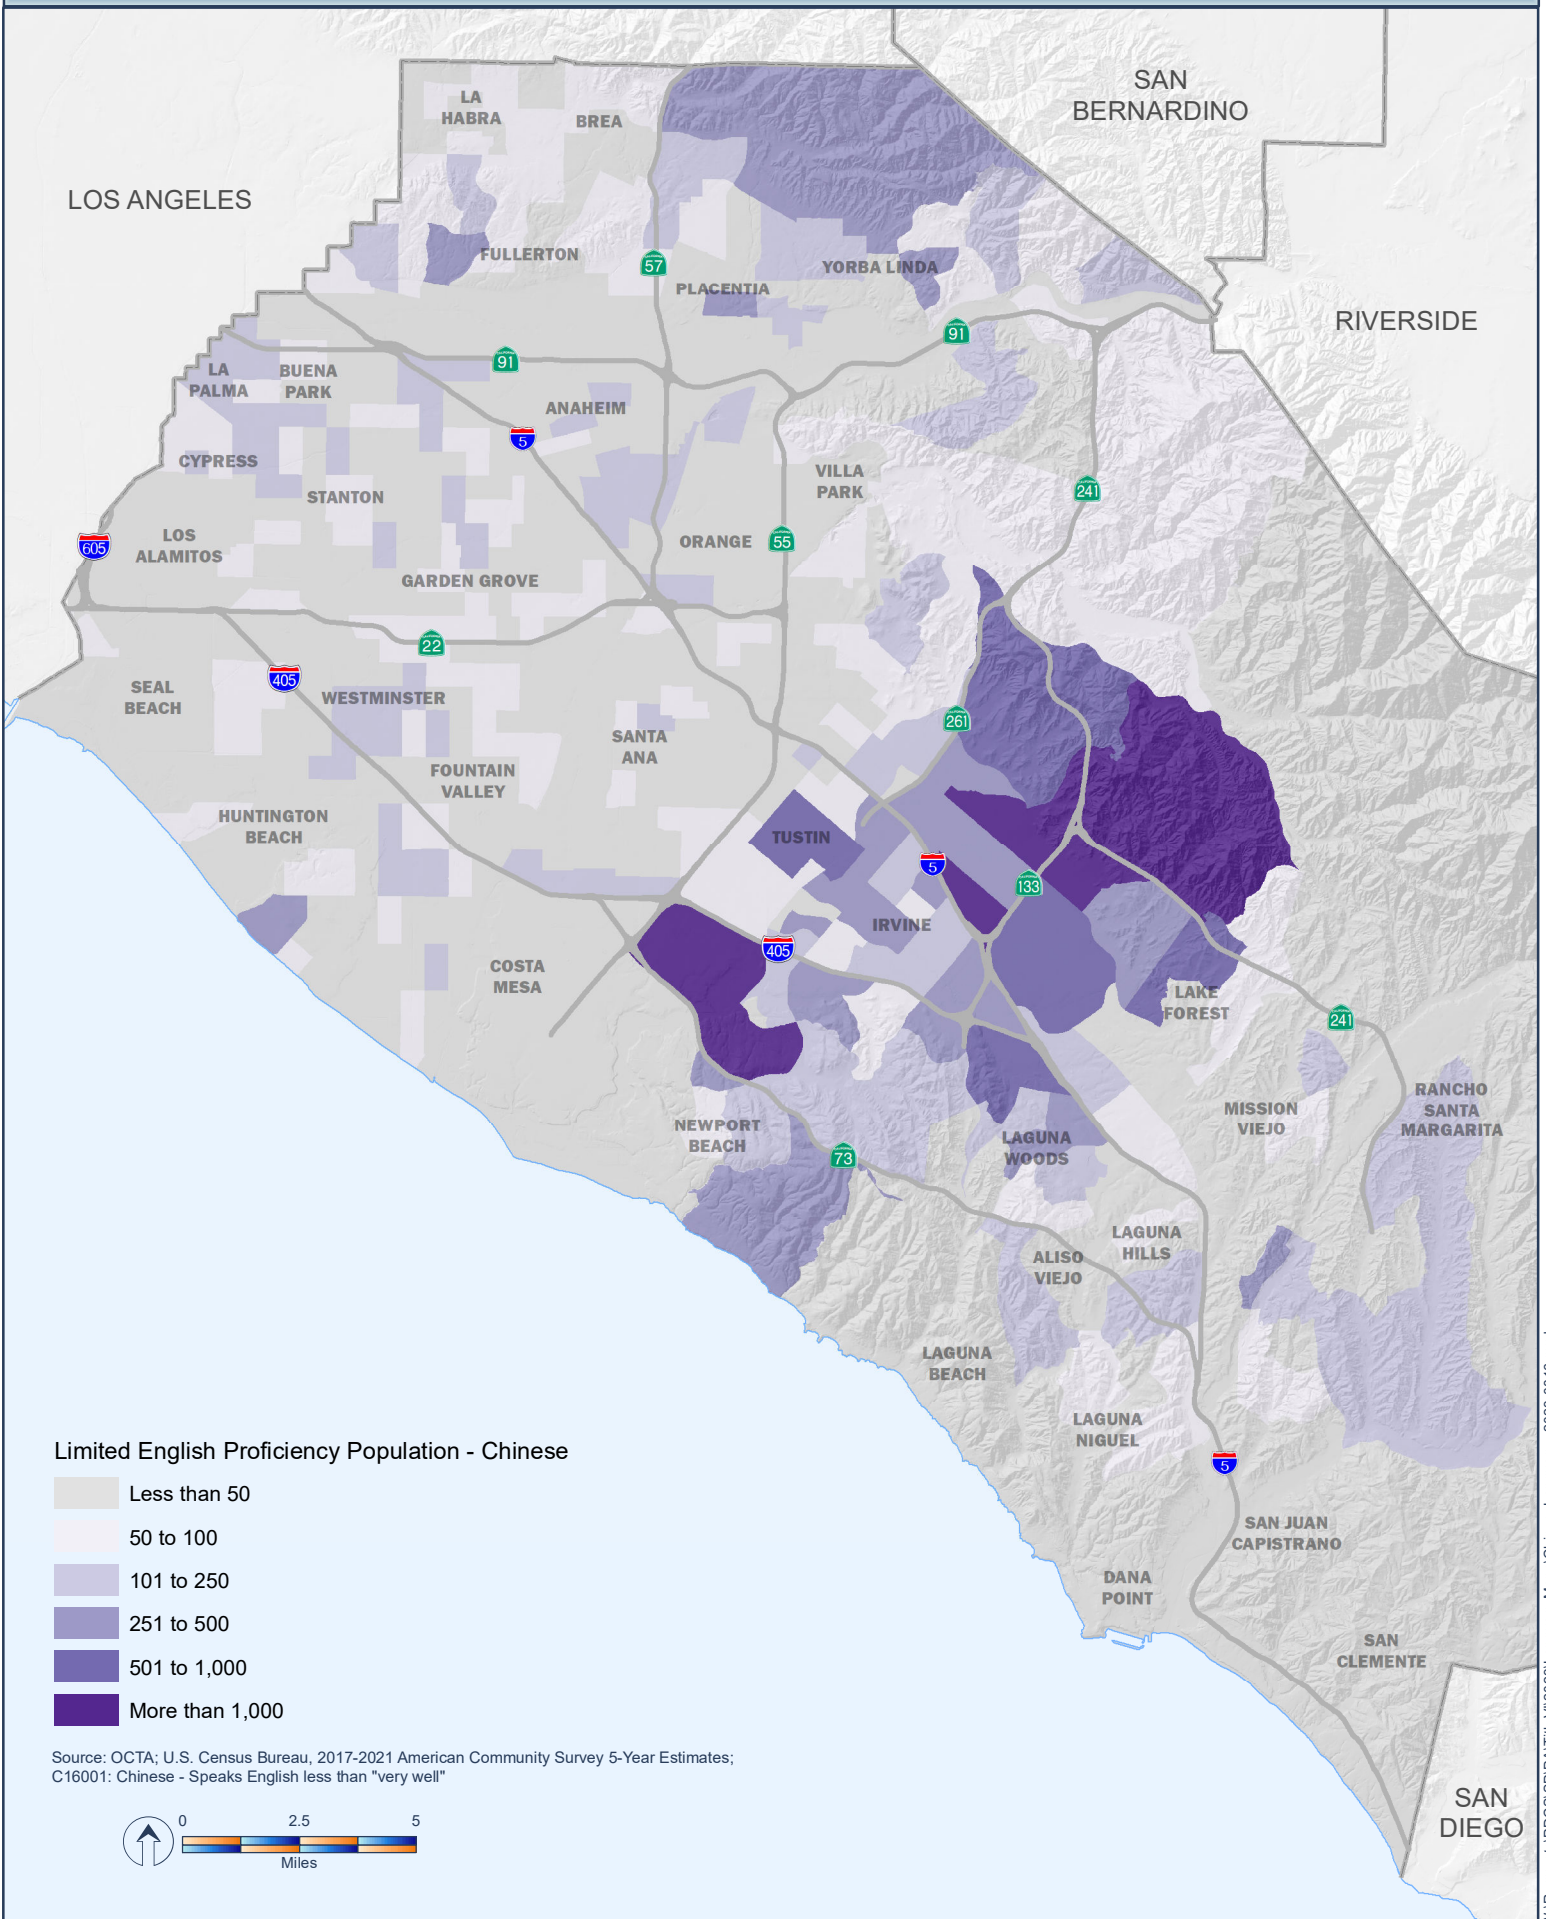 SAN
BERNARDINO
LA
HABRA
BREA
LOS ANGELES
FULLERTON
57
YORBA LINDA
PLACENTIA
RIVERSIDE
91
91
LA
PALMA
BUENA
PARK
ANAHEIM
5
CYPRESS
VILLA
PARK
STANTON
241
LOS
ALAMITOS
605
ORANGE
55
GARDEN GROVE
22
405
SEAL
BEACH
WESTMINSTER
261
SANTA
ANA
FOUNTAIN
VALLEY
HUNTINGTON
BEACH
TUSTIN
5
133
IRVINE
405
COSTA
MESA
LAKE
FOREST
241
RANCHO
SANTA
MARGARITA
MISSION
VIEJO
NEWPORT
BEACH
LAGUNA
WOODS
73
LAGUNA
HILLS
ALISO
VIEJO
LAGUNA
BEACH
LAGUNA
NIGUEL
5
SAN JUAN
CAPISTRANO
DANA
POINT
SAN
CLEMENTE
SAN
DIEGO
Limited English Proficiency Population - Chinese
Less than 50
50 to 100
101 to 250
251 to 500
501 to 1,000
More than 1,000
Source: OCTA; U.S. Census Bureau, 2017-2021 American Community Survey 5-Year Estimates;
C16001: Chinese - Speaks English less than "very well"
0 2.5 5
Miles